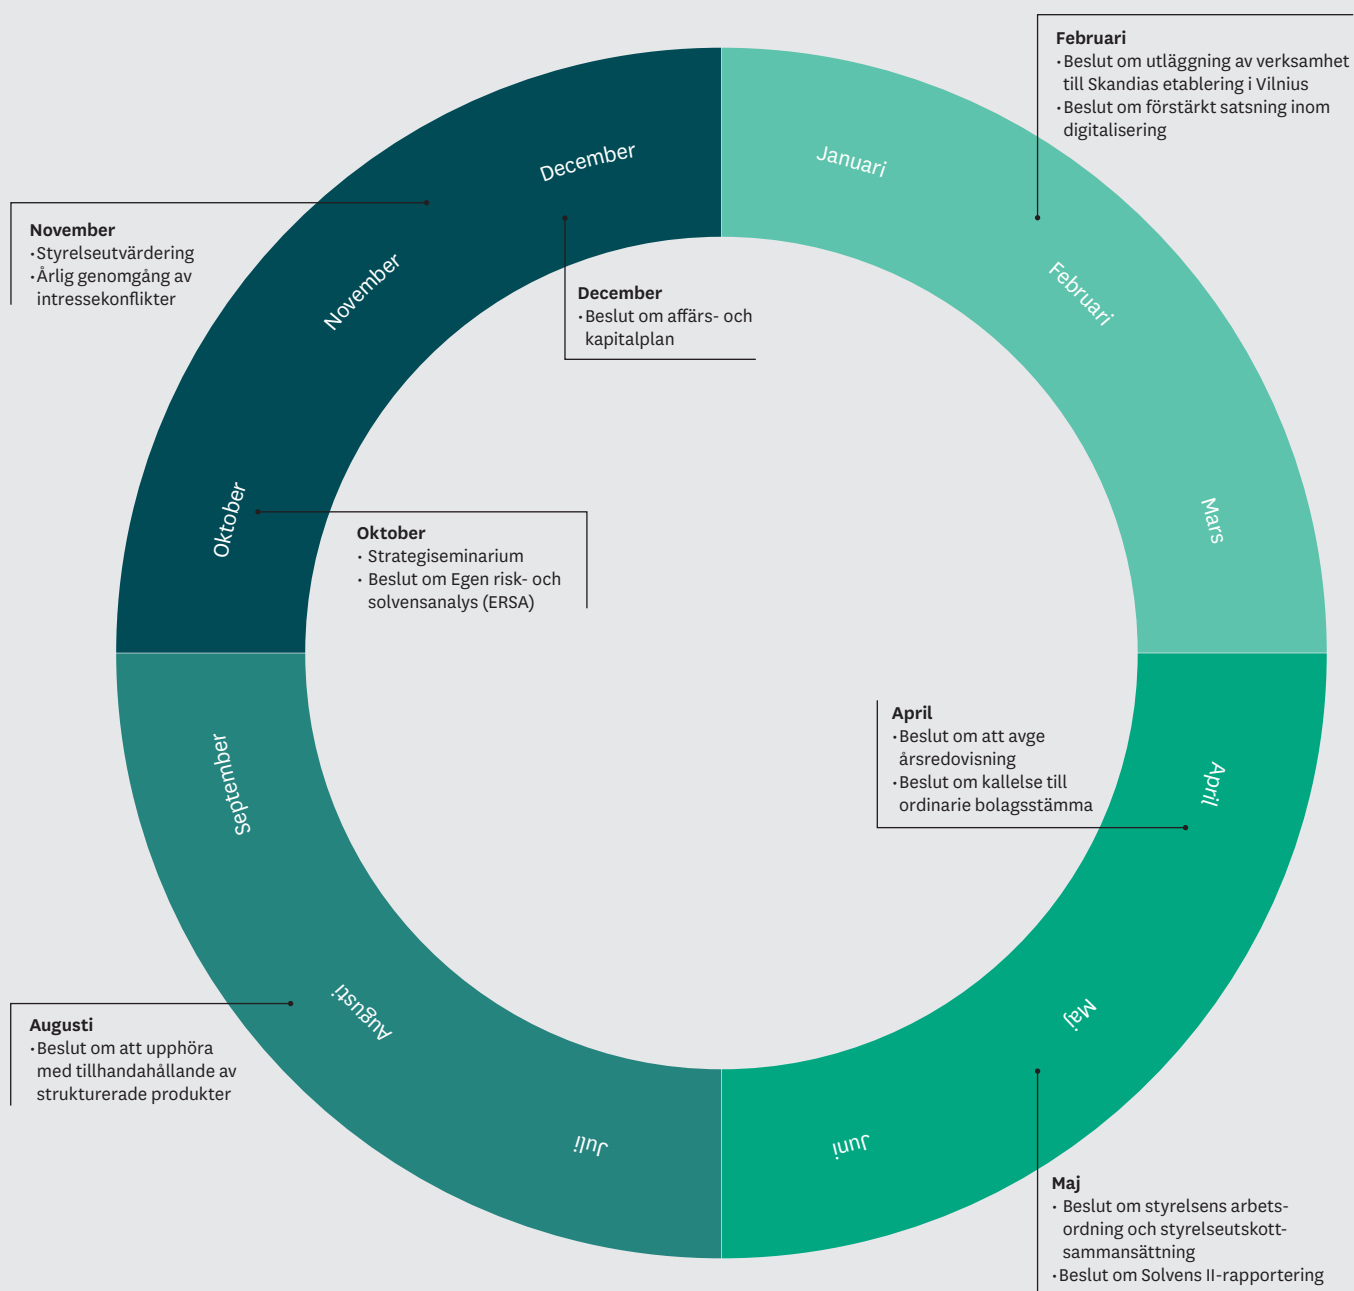 Februari
·Beslut om utläggning av verksamhet
till Skandias etablering i Vilnius
·Beslut om förstärkt satsning inom
digitalisering
Januari
Februari
Mars
April
·Beslut om att avge
årsredovisning
·Beslut om kallelse till
ordinarie bolagsstämma
April
Maj
Maj
· Beslut om styrelsens arbets-
ordning och styrelseutskott-
sammansättning
·Beslut om Solvens II-rapportering
Juni
Juli
Augusti
Augusti
·Beslut om att upphöra
med tillhandahållande av
strukturerade produkter
September
Oktober
Oktober
· Strategiseminarium
· Beslut om Egen risk- och
solvensanalys (ERSA)
November
November
·Styrelseutvärdering
·Årlig genomgång av
intressekonflikter
December
December
·Beslut om affärs- och
kapitalplan